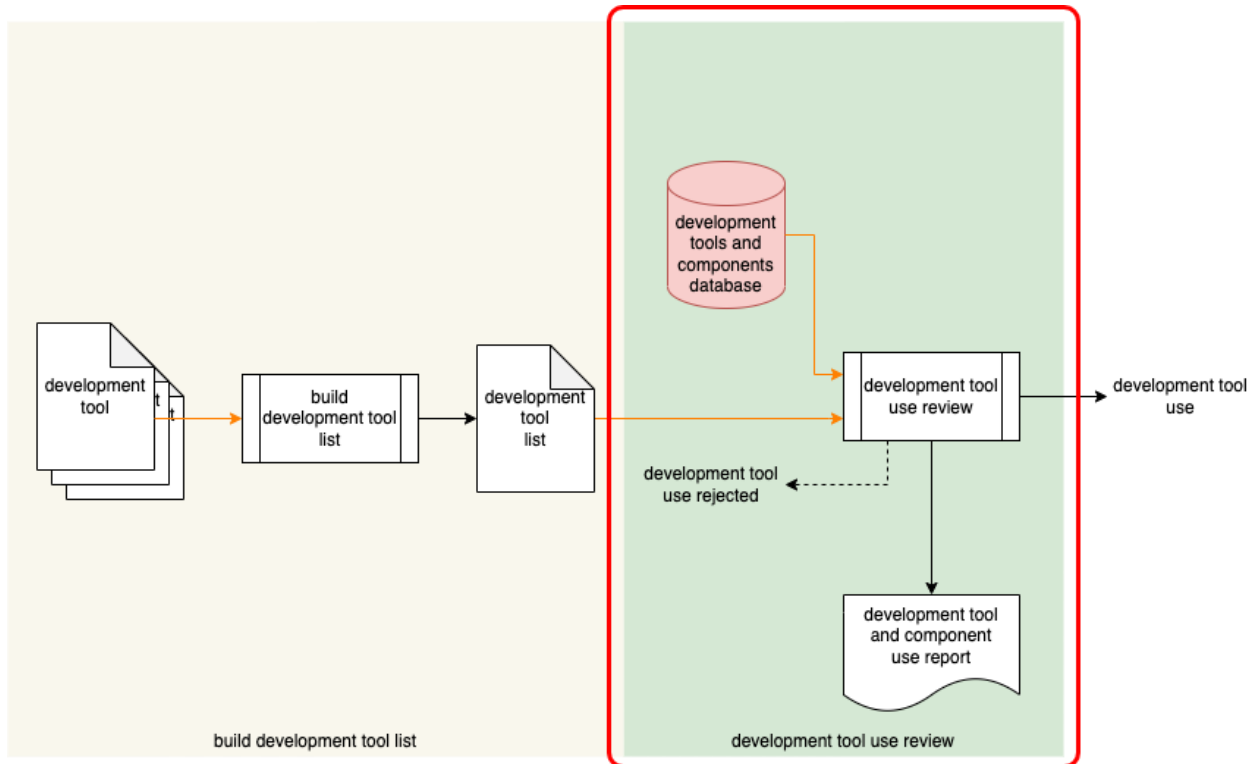 development
tool
t
t
build
development tool
list
development
tool
list
development
tools and
components
database
development tool
use review
development tool
use
development tool
use rejected
development tool
and component
use report
build development tool list
development tool use review